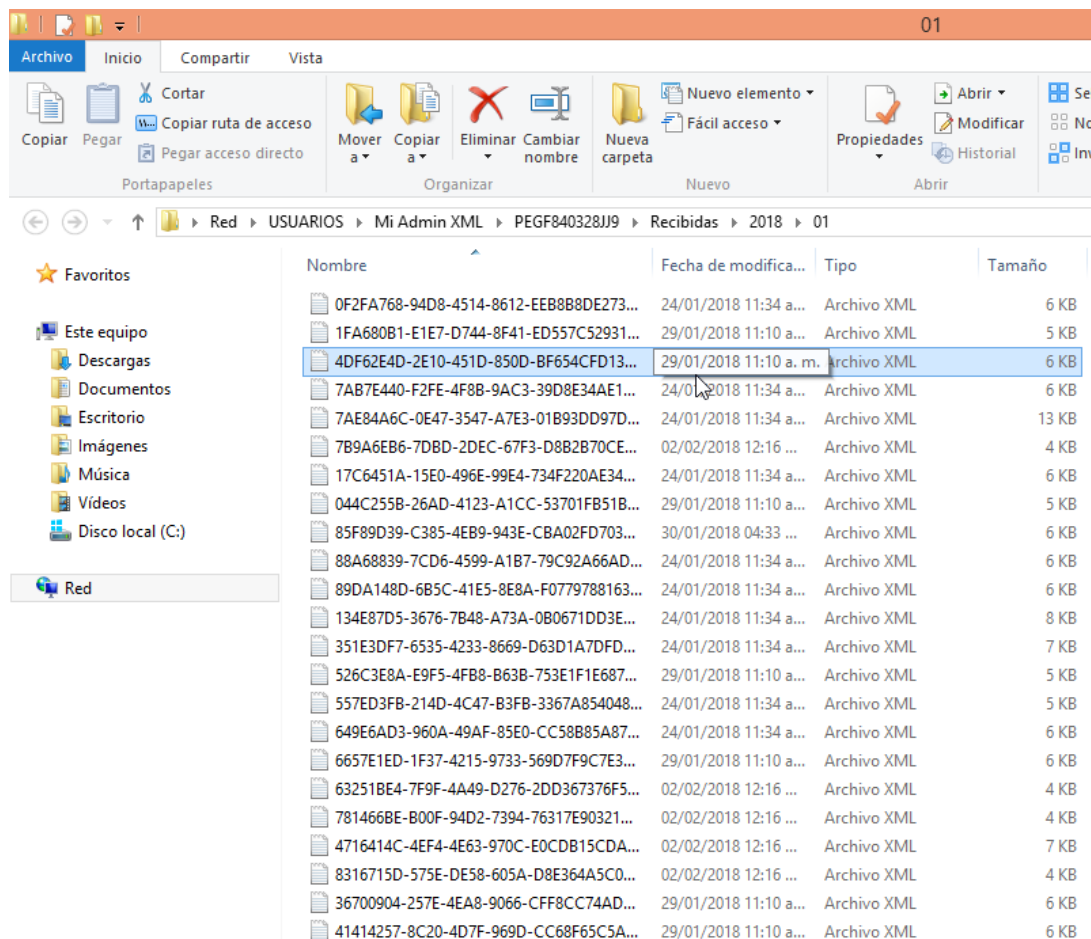 01
Archivo Inicio Compartir Vista
Cortar Nuevo elemento Abrir Se
Copiar ruta de acceso Fácil acceso Modificar No
Copiar Pegar Pegar acceso directo Mover a Copiar a Eliminar Cambiar nombre Nueva carpeta Propiedades Historial Inv
Portapapeles Organizar Nuevo Abrir
Red USUARIOS Mi Admin XML PEGF840328JJ9 Recibidas 2018 01
Nombre Fecha de modifica... Tipo Tamaño
Favoritos
Este equipo
Descargas
Documentos
Escritorio
Imágenes
Música
Vídeos
Disco local (C:)
Red
0F2FA768-94D8-4514-8612-EEB8B8DE273... 24/01/2018 11:34 a... Archivo XML 6 KB
1FA680B1-E1E7-D744-8F41-ED557C52931... 29/01/2018 11:10 a... Archivo XML 5 KB
4DF62E4D-2E10-451D-850D-BF654CFD13... 29/01/2018 11:10 a. m. Archivo XML 6 KB
7AB7E440-F2FE-4F8B-9AC3-39D8E34AE1... 24/01/2018 11:34 a... Archivo XML 6 KB
7AE84A6C-0E47-3547-A7E3-01B93DD97D... 24/01/2018 11:34 a... Archivo XML 13 KB
7B9A6EB6-7DBD-2DEC-67F3-D8B2B70CE... 02/02/2018 12:16 ... Archivo XML 4 KB
17C6451A-15E0-496E-99E4-734F220AE34... 24/01/2018 11:34 a... Archivo XML 6 KB
044C255B-26AD-4123-A1CC-53701FB51B... 29/01/2018 11:10 a... Archivo XML 5 KB
85F89D39-C385-4EB9-943E-CBA02FD703... 30/01/2018 04:33 ... Archivo XML 6 KB
88A68839-7CD6-4599-A1B7-79C92A66AD... 24/01/2018 11:34 a... Archivo XML 6 KB
89DA148D-6B5C-41E5-8E8A-F0779788163... 24/01/2018 11:34 a... Archivo XML 6 KB
134E87D5-3676-7B48-A73A-0B0671DD3E... 24/01/2018 11:34 a... Archivo XML 8 KB
351E3DF7-6535-4233-8669-D63D1A7DFD... 24/01/2018 11:34 a... Archivo XML 7 KB
526C3E8A-E9F5-4FB8-B63B-753E1F1E687... 29/01/2018 11:10 a... Archivo XML 5 KB
557ED3FB-214D-4C47-B3FB-3367A854048... 24/01/2018 11:34 a... Archivo XML 5 KB
649E6AD3-960A-49AF-85E0-CC58B85A87... 24/01/2018 11:34 a... Archivo XML 6 KB
6657E1ED-1F37-4215-9733-569D7F9C7E3... 29/01/2018 11:10 a... Archivo XML 6 KB
63251BE4-7F9F-4A49-D276-2DD367376F5... 02/02/2018 12:16 ... Archivo XML 4 KB
781466BE-B00F-94D2-7394-76317E90321... 02/02/2018 12:16 ... Archivo XML 4 KB
4716414C-4EF4-4E63-970C-E0CDB15CDA... 02/02/2018 12:16 ... Archivo XML 7 KB
8316715D-575E-DE58-605A-D8E364A5C0... 02/02/2018 12:16 ... Archivo XML 4 KB
36700904-257E-4EA8-9066-CFF8CC74AD... 29/01/2018 11:10 a... Archivo XML 6 KB
41414257-8C20-4D7F-969D-CC68F65C5A... 29/01/2018 11:10 a... Archivo XML 6 KB